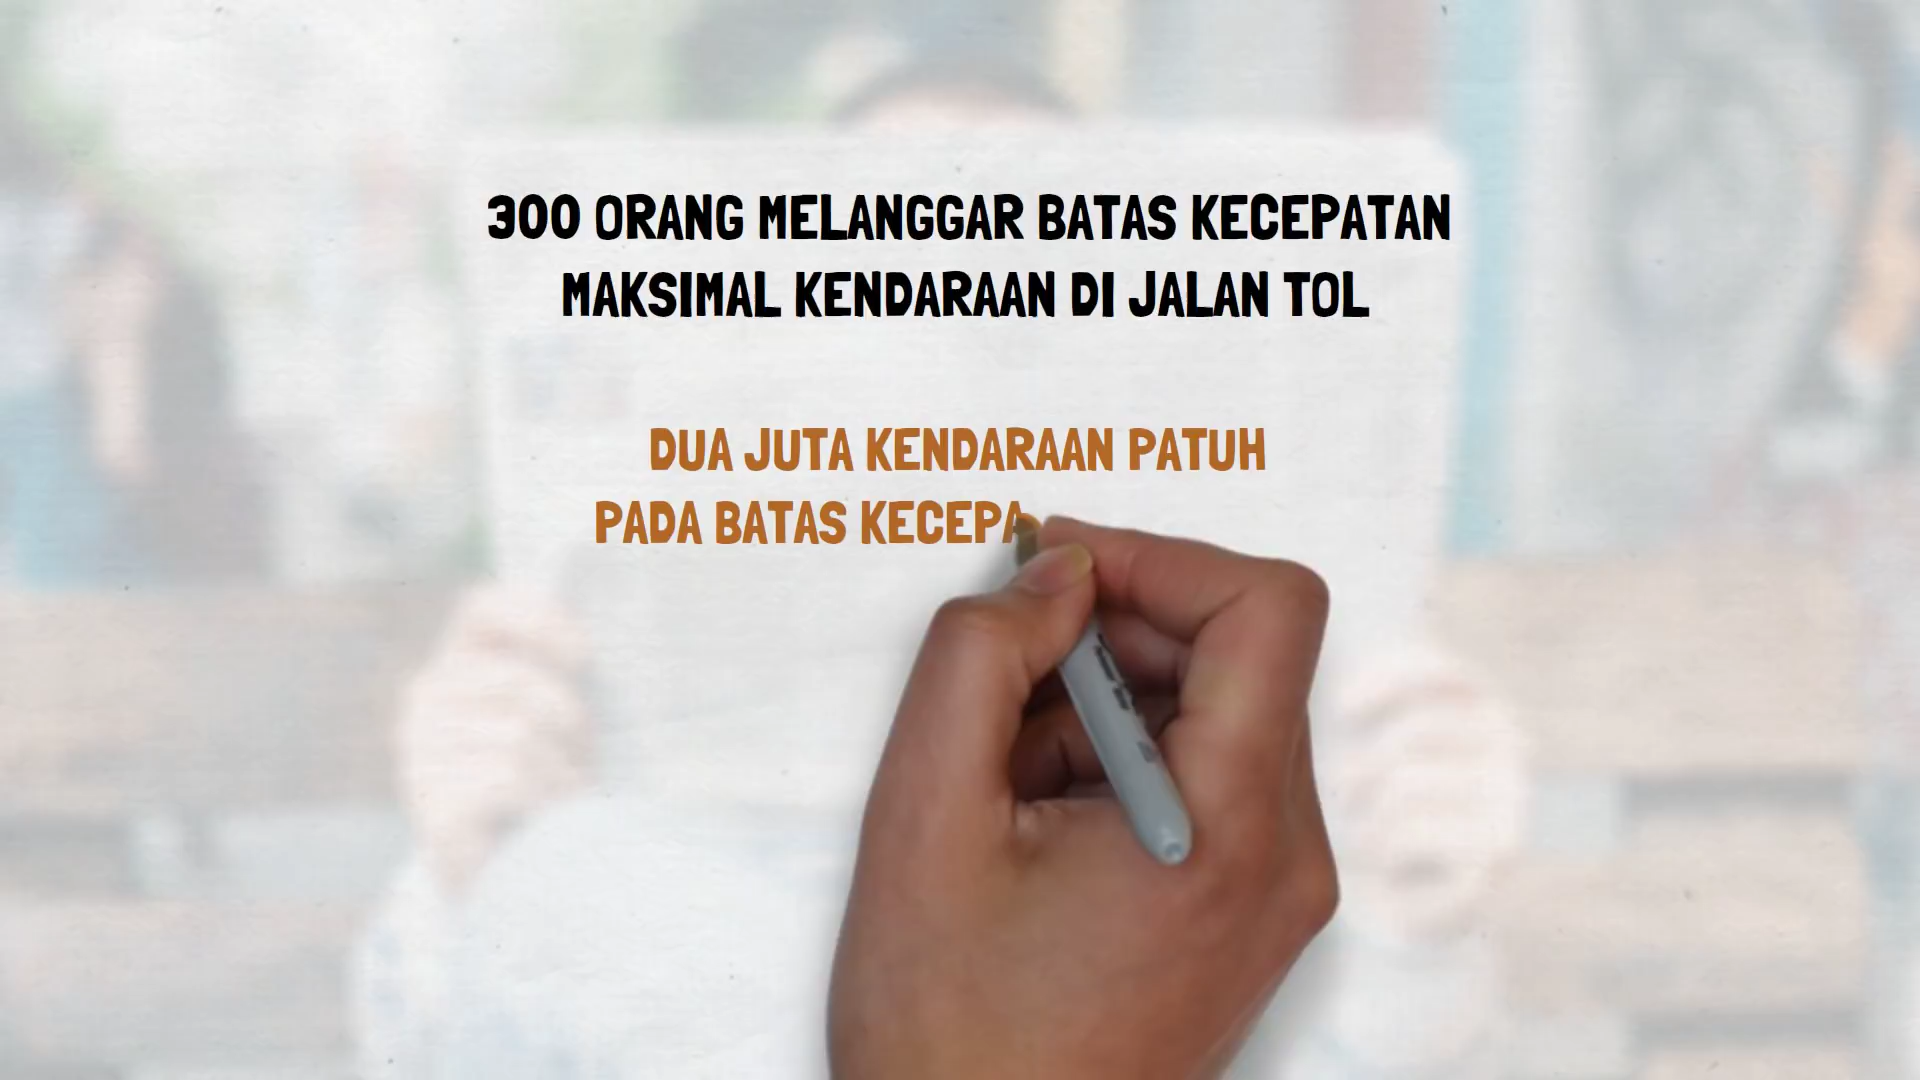 300 ORANG MELANGGAR BATAS KECEPATAN
MAKSIMAL KENDARAAN DI JALAN TOL
DUA JUTA KENDARAAN PATUH
PADA BATAS KECEPA